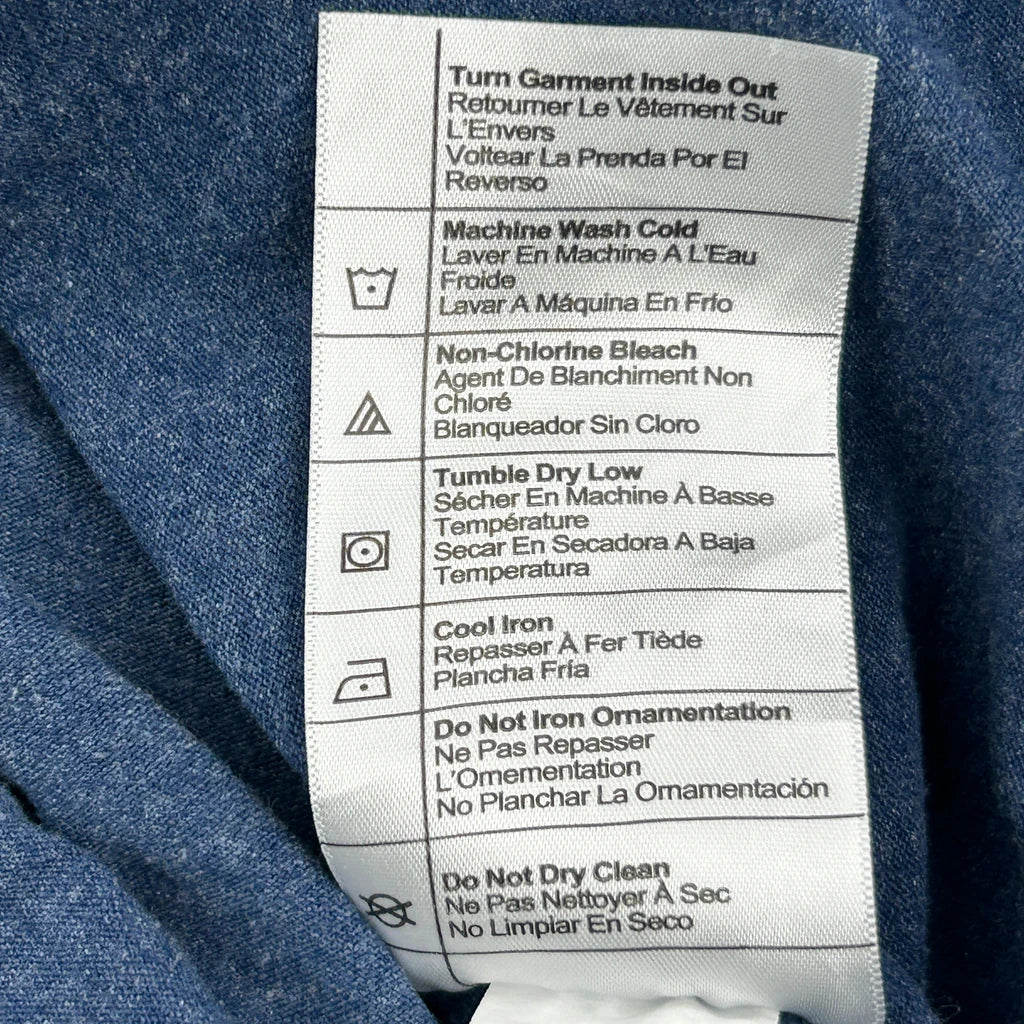 Turn Garment Inside Out
Retourner Le Vêtement Sur
L'Envers
Voltear La Prenda Por El
Reverso
Machine Wash Cold
Laver En Machine A L'Eau
Froide
Lavar A Máquina En Frío
Non-Chlorine Bleach
Agent De Blanchiment Non
Chloré
Blanqueador Sin Cloro
Tumble Dry Low
Sécher En Machine À Basse
Température
Secar En Secadora A Baja
Temperatura
Cool Iron
Repasser À Fer Tiède
Plancha Fría
Do Not Iron Ornamentation
Ne Pas Repasser
L'Ornementation
No Planchar La Ornamentación
Do Not Dry Clean
Ne Pas Nettoyer À Sec
No Limpiar En Seco